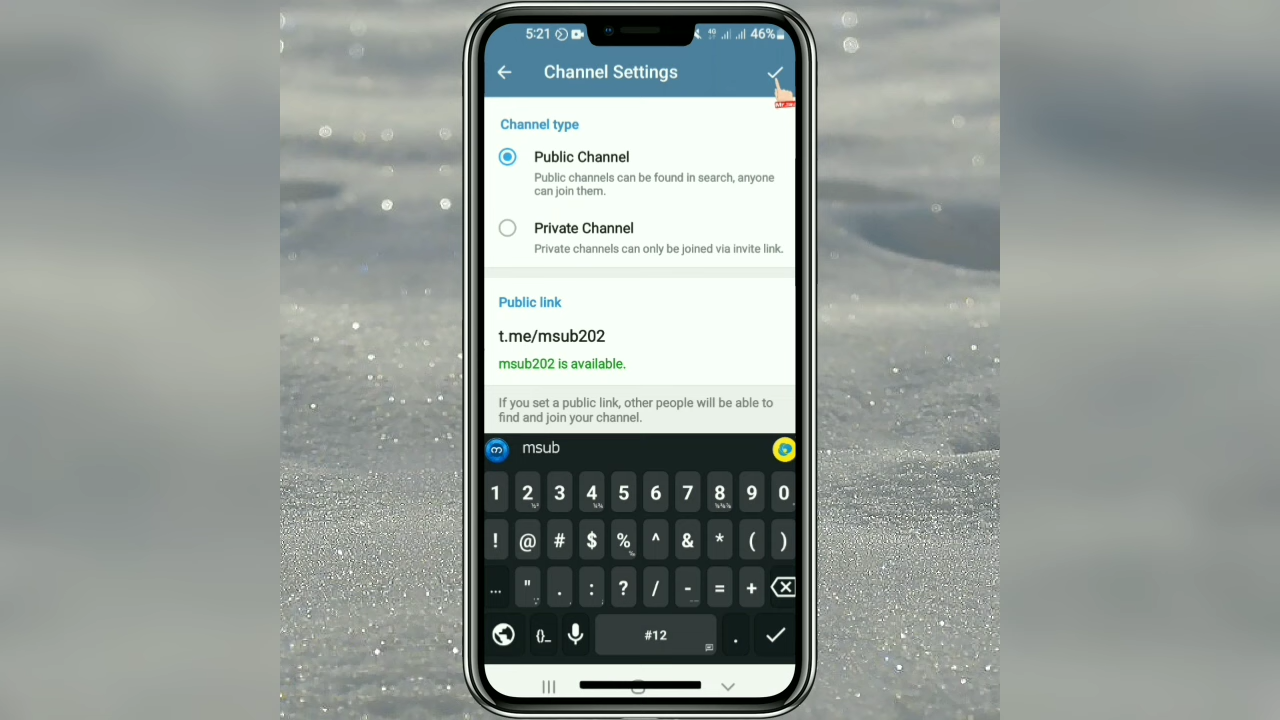 5:21
4G
46%
Channel Settings
Channel type
Public Channel
Public channels can be found in search, anyone
can join them.
Private Channel
Private channels can only be joined via invite link.
Public link
t.me/msub202
msub202 is available.
If you set a public link, other people will be able to
find and join your channel.
msub
1 2 3 4 5 6 7 8 9 0
! @ # $ % ^ & * ( )
... " . : ? / - = +
{}_ #12 .